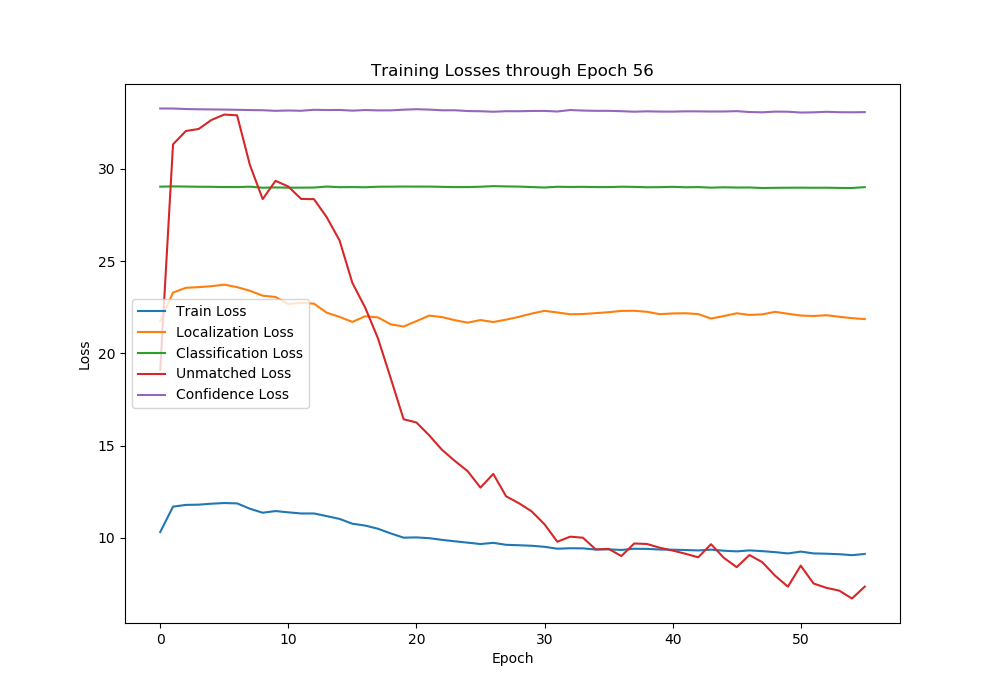 Training Losses through Epoch 56
30
25
20
15
10
Loss
Train Loss
Localization Loss
Classification Loss
Unmatched Loss
Confidence Loss
0 10 20 30 40 50
Epoch